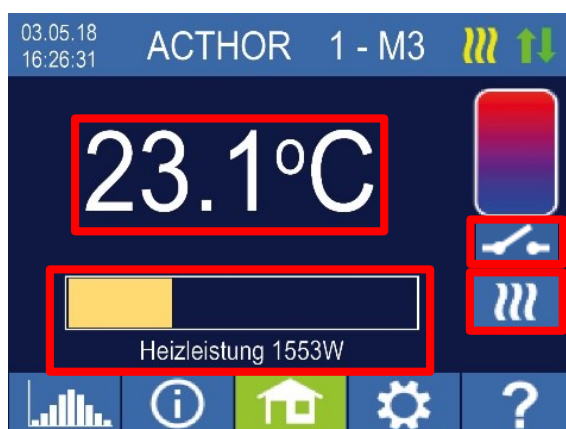 03.05.18
16:26:31
ACTHOR 1 - M3
23.1°C
Heizleistung 1553W
?